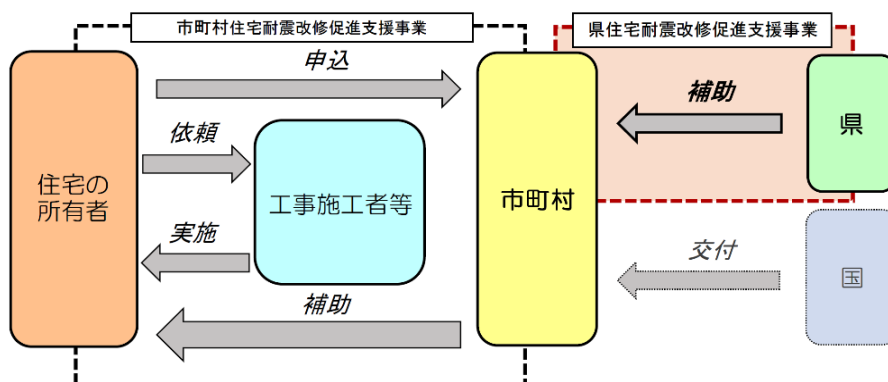 市町村住宅耐震改修促進支援事業
県住宅耐震改修促進支援事業
申込
補助
依頼
県
住宅の
所有者
工事施工者等
市町村
実施
交付
国
補助